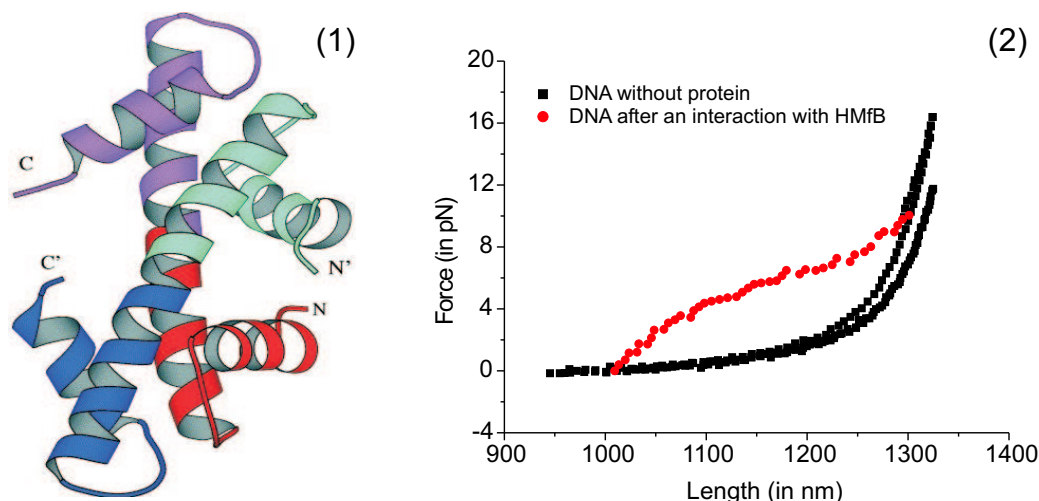 (1)
C
C'
N'
N
(2)
20
16
12
8
4
0
-4
Force (in pN)
DNA without protein
DNA after an interaction with HMfB
900 1000 1100 1200 1300 1400
Length (in nm)